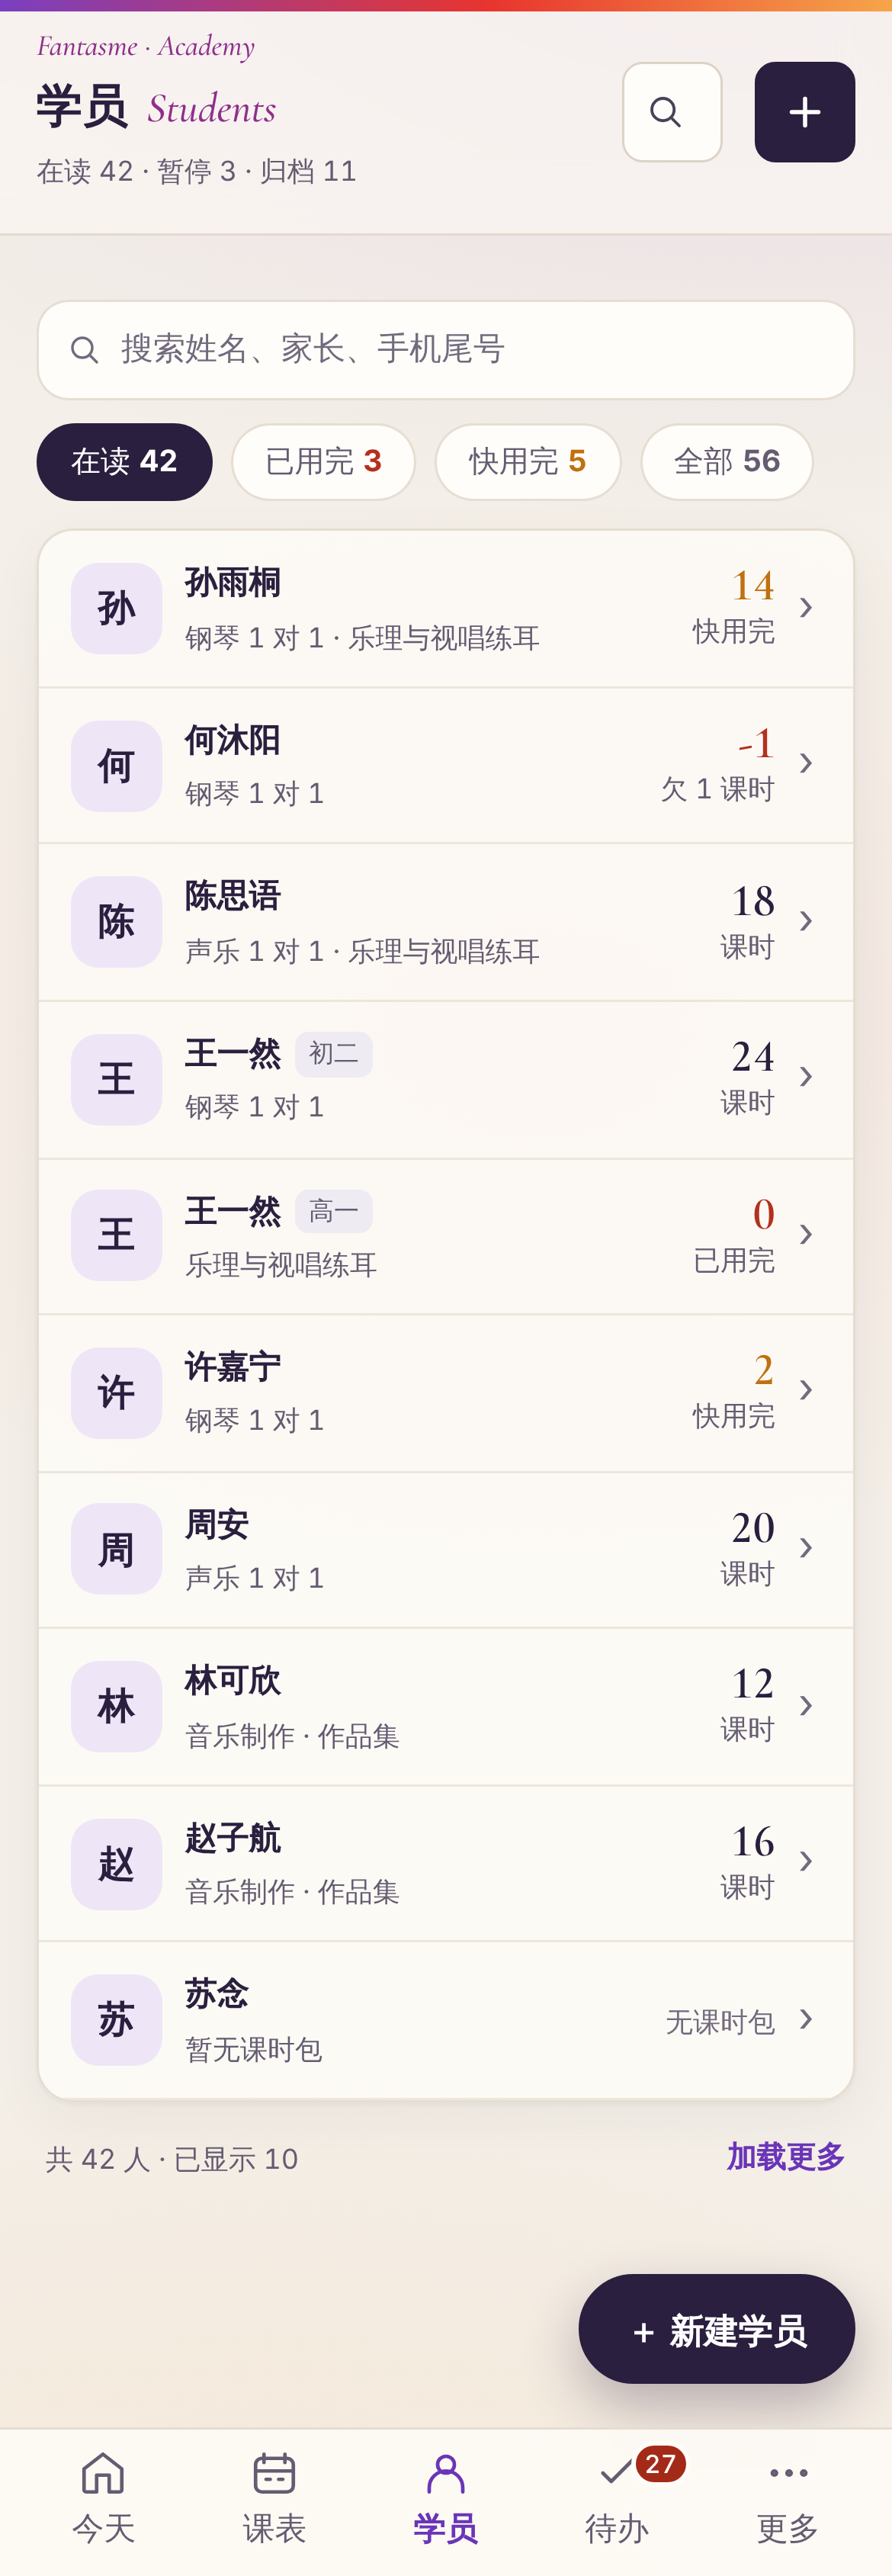 Fantasme · Academy
学员 Students
在读 42 · 暂停 3 · 归档 11
搜索姓名、家长、手机尾号
在读 42 已用完 3 快用完 5 全部 56
孙 孙雨桐 14
钢琴 1 对 1 · 乐理与视唱练耳 快用完
何 何沐阳 -1
钢琴 1 对 1 欠 1 课时
陈 陈思语 18
声乐 1 对 1 · 乐理与视唱练耳 课时
王 王一然 初二 24
钢琴 1 对 1 课时
王 王一然 高一 0
乐理与视唱练耳 已用完
许 许嘉宁 2
钢琴 1 对 1 快用完
周 周安 20
声乐 1 对 1 课时
林 林可欣 12
音乐制作 · 作品集 课时
赵 赵子航 16
音乐制作 · 作品集 课时
苏 苏念 无课时包
暂无课时包
共 42 人 · 已显示 10 加载更多
+ 新建学员
27
今天 课表 学员 待办 更多